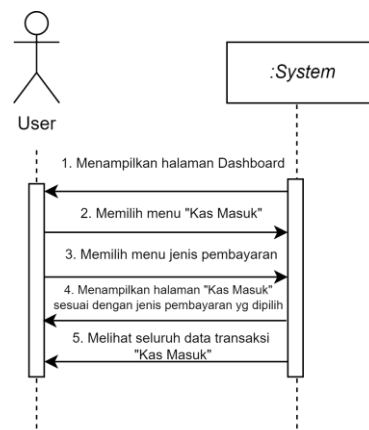 :System
User
1. Menampilkan halaman Dashboard
2. Memilih menu "Kas Masuk"
3. Memilih menu jenis pembayaran
4. Menampilkan halaman "Kas Masuk"
sesuai dengan jenis pembayaran yg dipilih
5. Melihat seluruh data transaksi
"Kas Masuk"